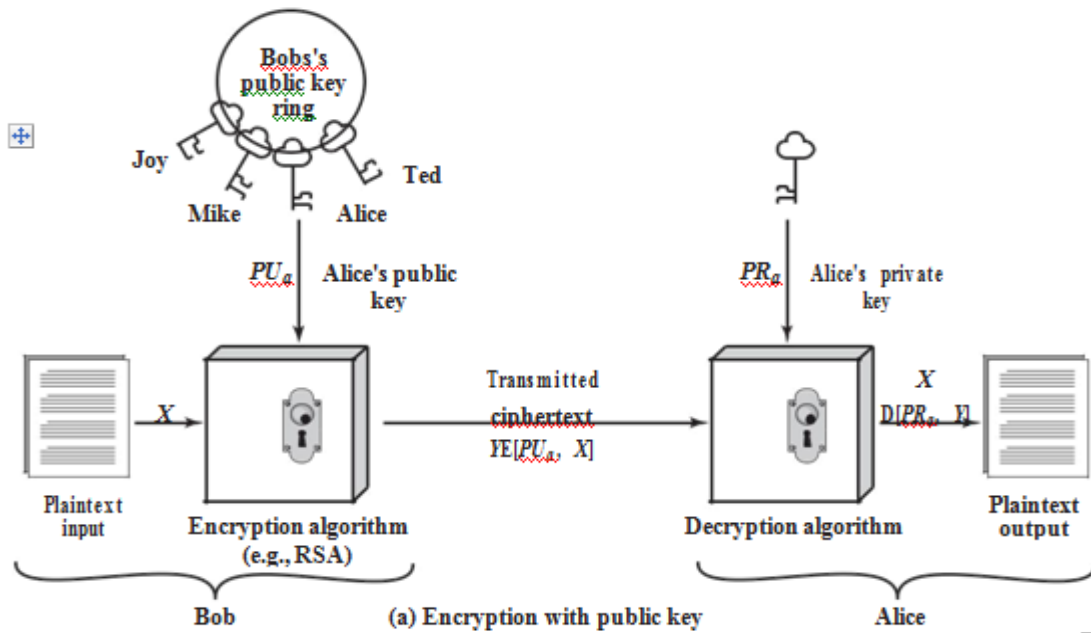 Bobs's
public key
ring
Joy
Ted
Mike
Alice
PUa
Alice's public
key
PRa
Alice's private
key
X
Transmitted
ciphertext
YE[PUa, X]
X
D[PRa, Y]
Plaintext
input
Encryption algorithm
(e.g., RSA)
Decryption algorithm
Plaintext
output
Bob
(a) Encryption with public key
Alice